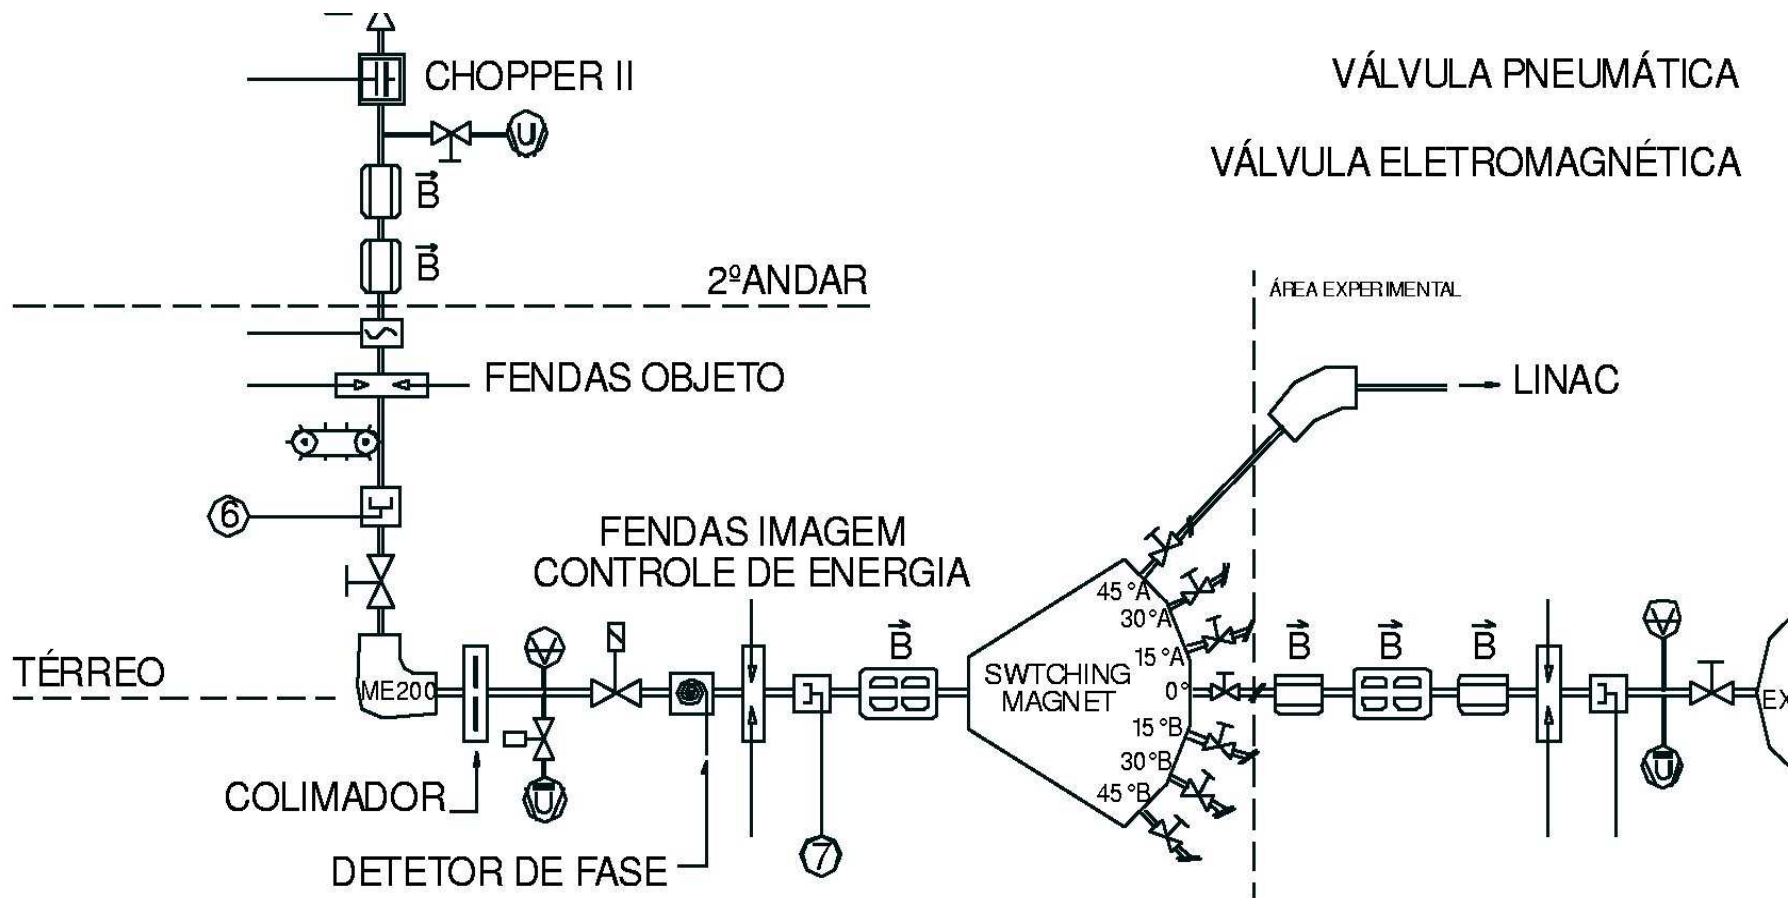 CHOPPER II
VÁLVULA PNEUMÁTICA
U
VÁLVULA ELETROMAGNÉTICA
B
B
2ºANDAR
ÁREA EXPERIMENTAL
FENDAS OBJETO
LINAC
6
FENDAS IMAGEM
CONTROLE DE ENERGIA
45°A
30°A
15°A
0°
15°B
30°B
45°B
SWTCHING
MAGNET
TÉRREO
ME200
V
B
B
B
B
V
EX
COLIMADOR
U
U
DETETOR DE FASE
7